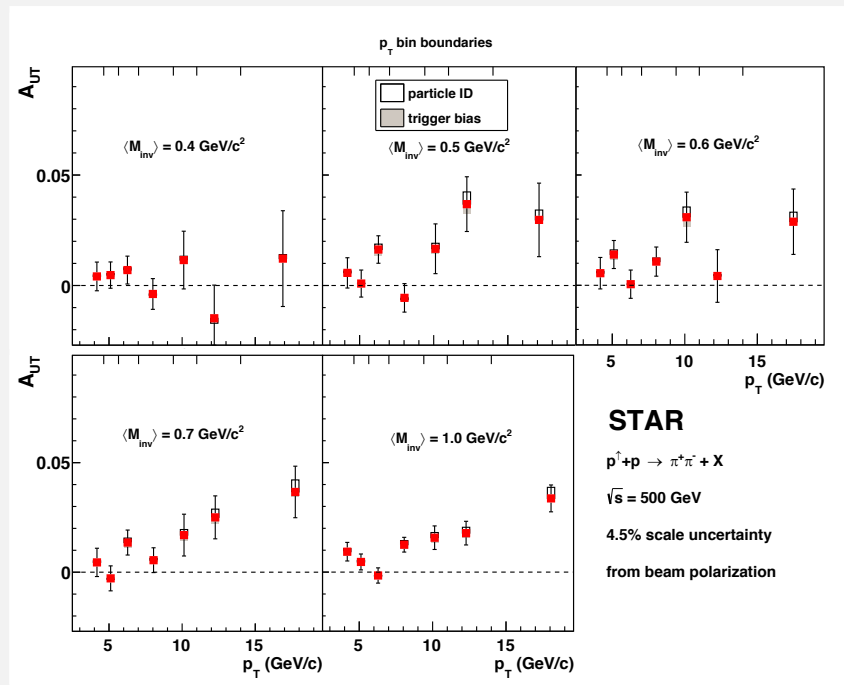 p_T bin boundaries
A_UT
particle ID
trigger bias
⟨M_inv⟩ = 0.4 GeV/c²
⟨M_inv⟩ = 0.5 GeV/c²
⟨M_inv⟩ = 0.6 GeV/c²
0.05
0
5 10 15
p_T (GeV/c)
A_UT
⟨M_inv⟩ = 0.7 GeV/c²
⟨M_inv⟩ = 1.0 GeV/c²
0.05
0
5 10 15
5 10 15
p_T (GeV/c)
p_T (GeV/c)
STAR
p↑+p → π⁺π⁻ + X
√s = 500 GeV
4.5% scale uncertainty
from beam polarization